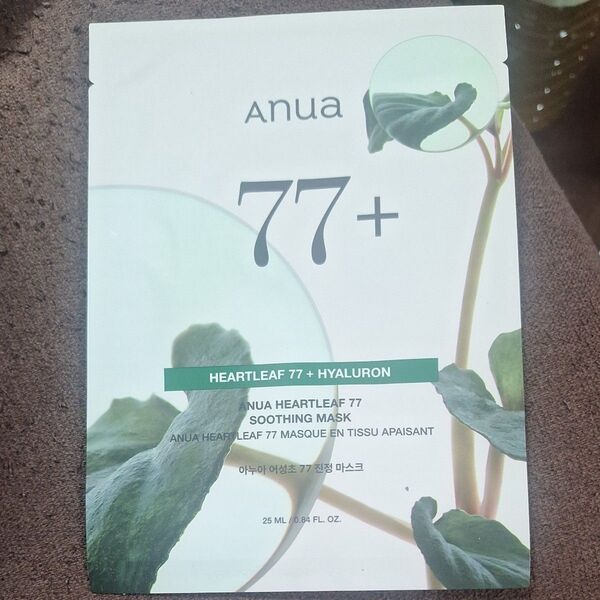 Anua
77+
HEARTLEAF 77 + HYALURON
ANUA HEARTLEAF 77
SOOTHING MASK
ANUA HEARTLEAF 77 MASQUE EN TISSU APAISANT
아누아 어성초 77 진정 마스크
25 ML / 0.84 FL. OZ.